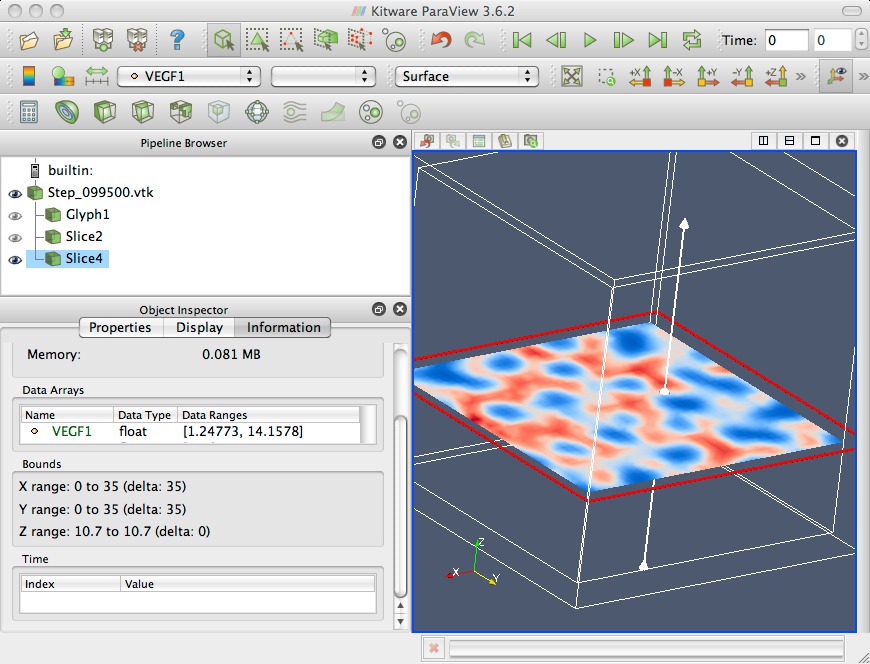 Kitware ParaView 3.6.2
Time: 0 0
VEGF1 Surface +X -X +Y -Y +Z
Pipeline Browser
builtin:
Step_099500.vtk
Glyph1
Slice2
Slice4
Object Inspector
Properties Display Information
Memory: 0.081 MB
Data Arrays
Name Data Type Data Ranges
VEGF1 float [1.24773, 14.1578]
Bounds
X range: 0 to 35 (delta: 35)
Y range: 0 to 35 (delta: 35)
Z range: 10.7 to 10.7 (delta: 0)
Time
Index Value
Z
X
Y